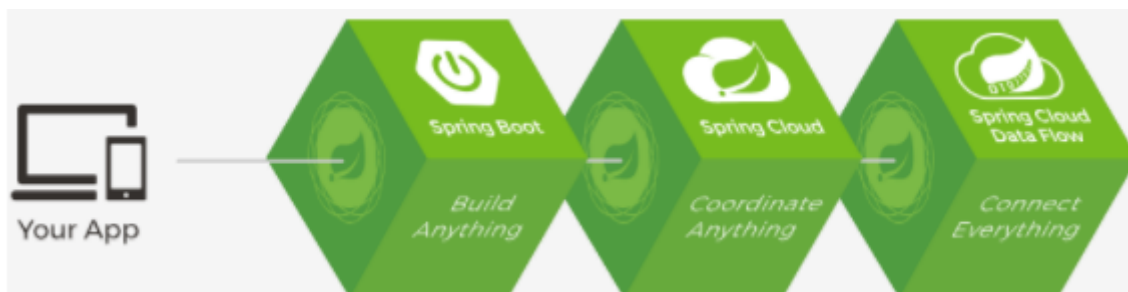 Your App
Spring Boot
Build
Anything
Spring Cloud
Coordinate
Anything
Spring Cloud
Data Flow
Connect
Everything